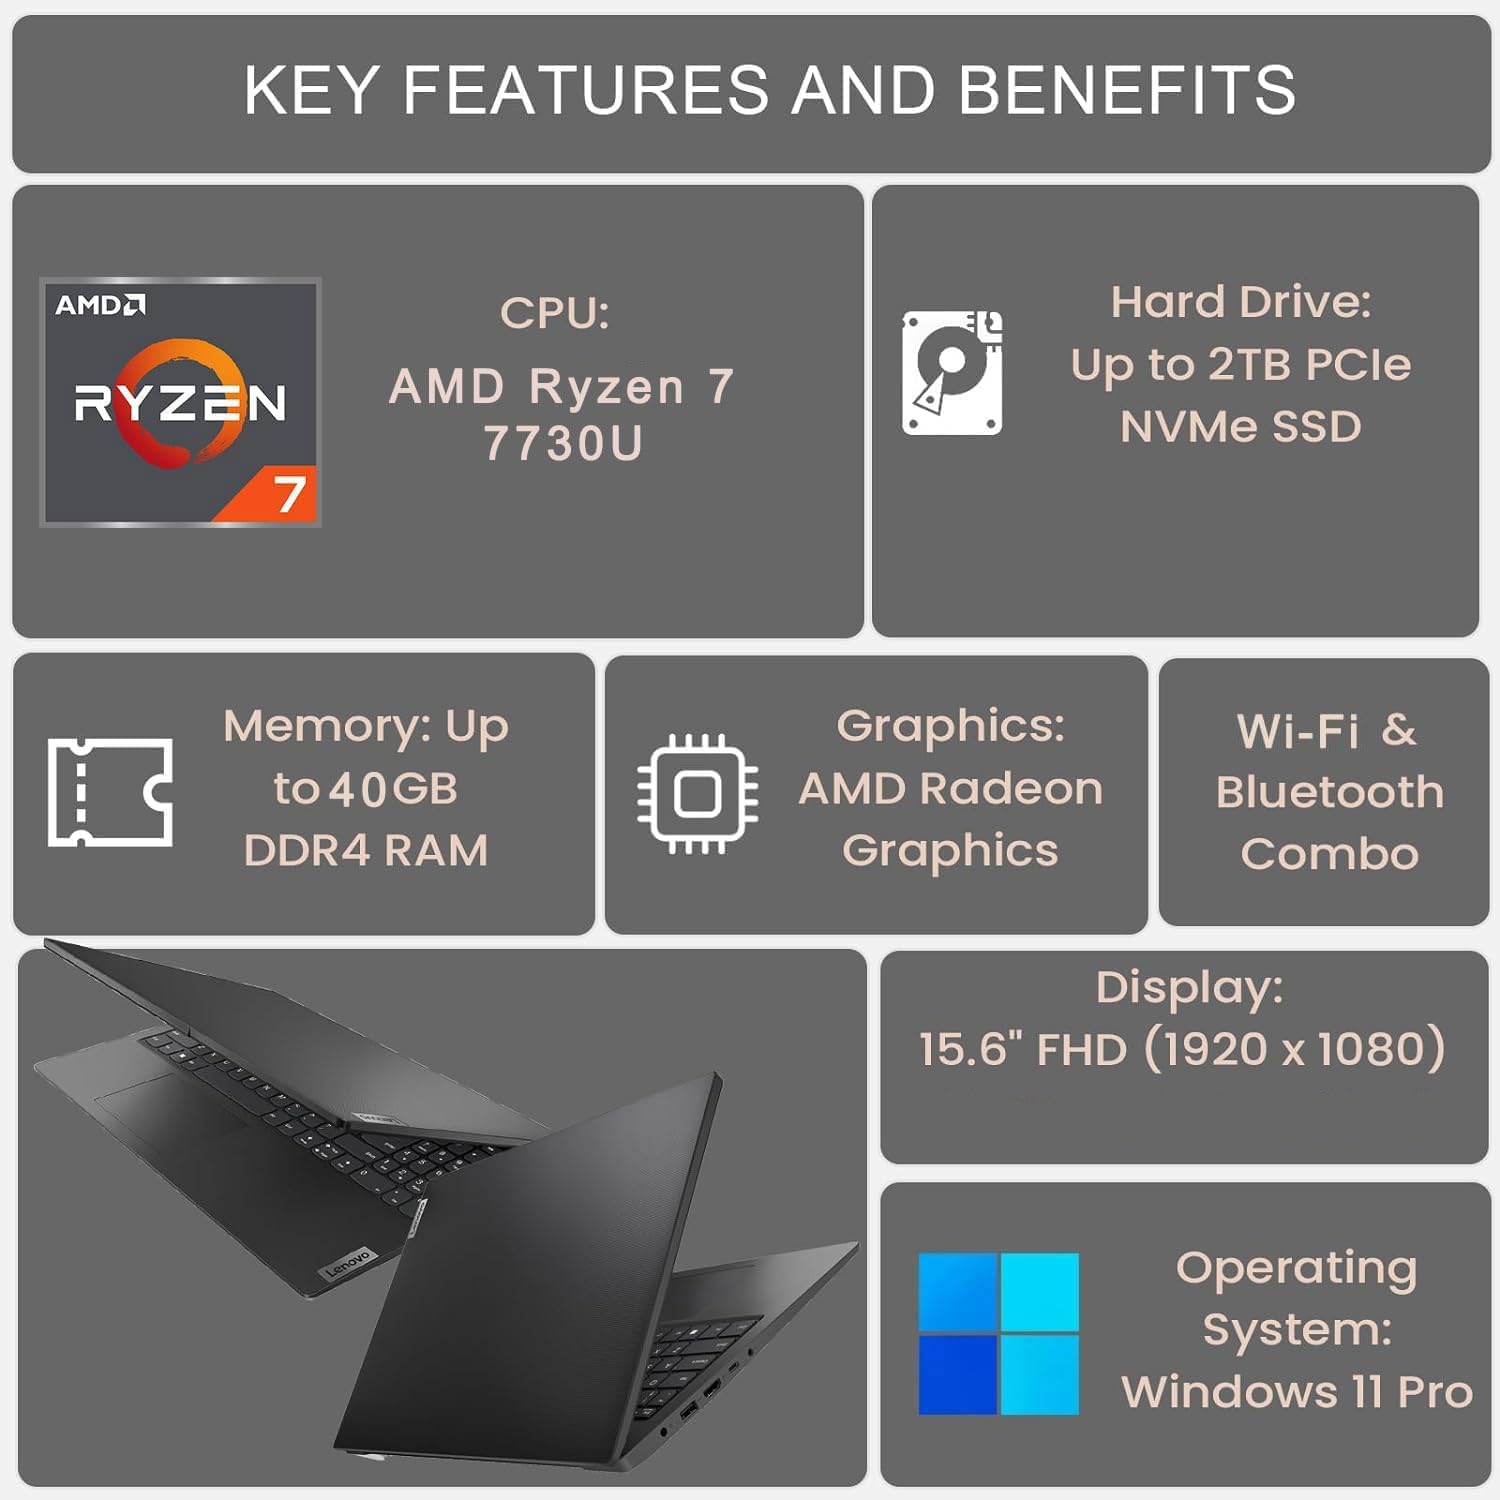 KEY FEATURES AND BENEFITS
AMD
RYZEN
7
CPU:
AMD Ryzen 7
7730U
Hard Drive:
Up to 2TB PCIe
NVMe SSD
Memory: Up
to 40GB
DDR4 RAM
Graphics:
AMD Radeon
Graphics
Wi-Fi &
Bluetooth
Combo
Lenovo
Display:
15.6" FHD (1920 x 1080)
Operating
System:
Windows 11 Pro